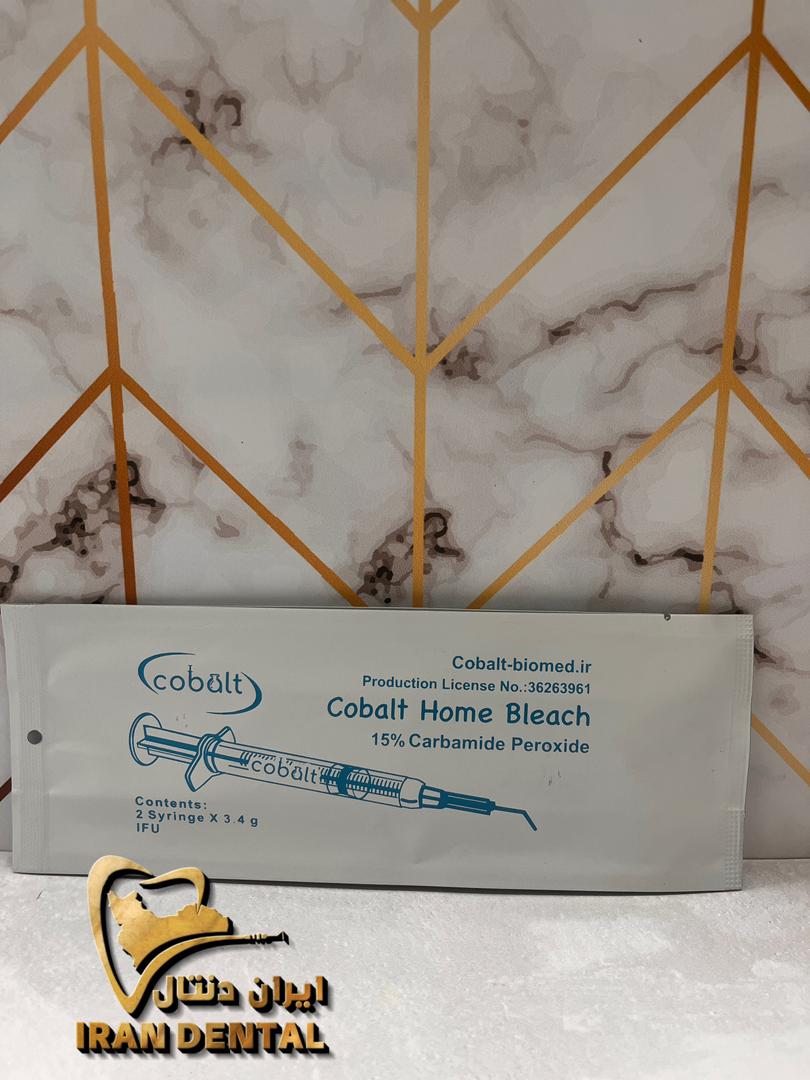 cobalt
Cobalt-biomed.ir
Production License No.:36263961
Cobalt Home Bleach
15% Carbamide Peroxide
cobalt
Contents:
2 Syringe X 3.4 g
IFU
ایران دنتال
IRAN DENTAL